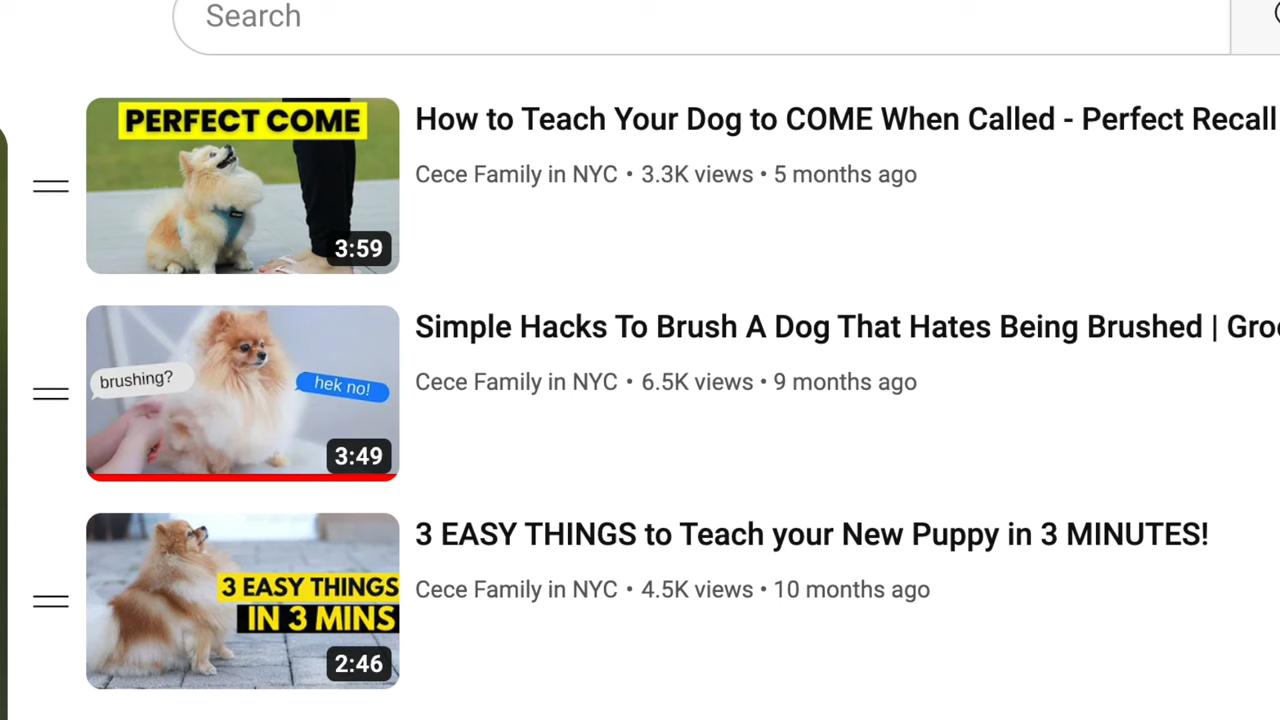 Search
PERFECT COME
3:59
How to Teach Your Dog to COME When Called - Perfect Recall
Cece Family in NYC • 3.3K views • 5 months ago
brushing?
hek no!
3:49
Simple Hacks To Brush A Dog That Hates Being Brushed |
Cece Family in NYC • 6.5K views • 9 months ago
3 EASY THINGS
IN 3 MINS
2:46
3 EASY THINGS to Teach your New Puppy in 3 MINUTES!
Cece Family in NYC • 4.5K views • 10 months ago